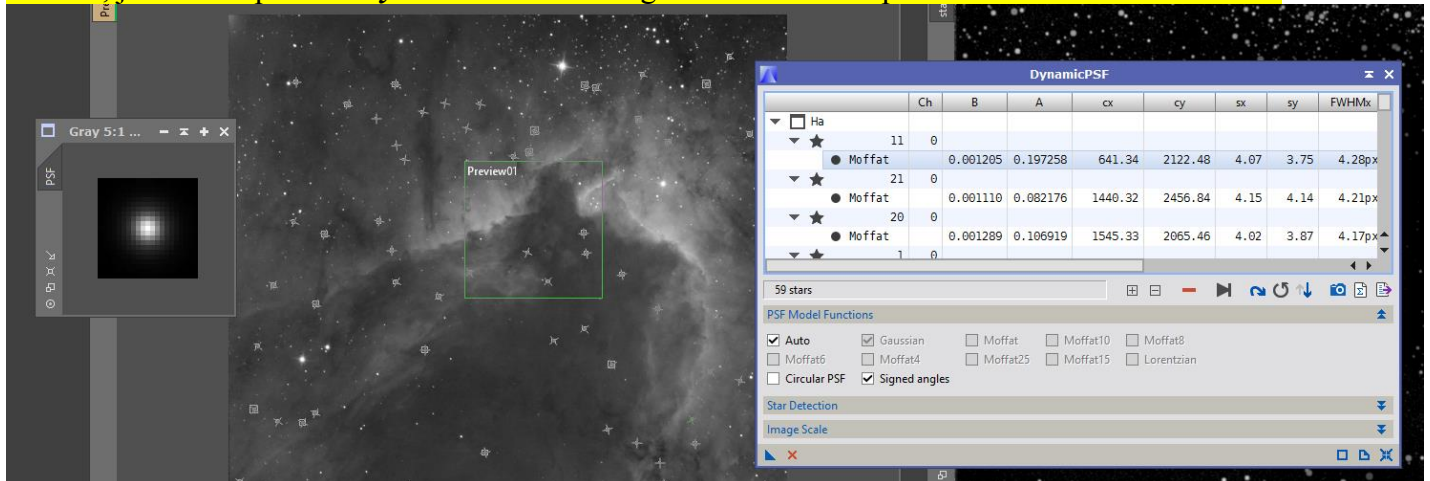 Gray 5:1 ...
PSF
Preview01
DynamicPSF
Ch B A cx cy sx sy FWHMx
Ha
11 0
Moffat 0.001205 0.197258 641.34 2122.48 4.07 3.75 4.28px
21 0
Moffat 0.001110 0.082176 1440.32 2456.84 4.15 4.14 4.21px
20 0
Moffat 0.001289 0.106919 1545.33 2065.46 4.02 3.87 4.17px
1 0
59 stars
PSF Model Functions
Auto Gaussian Moffat Moffat10 Moffat8
Moffat6 Moffat4 Moffat25 Moffat15 Lorentzian
Circular PSF Signed angles
Star Detection
Image Scale